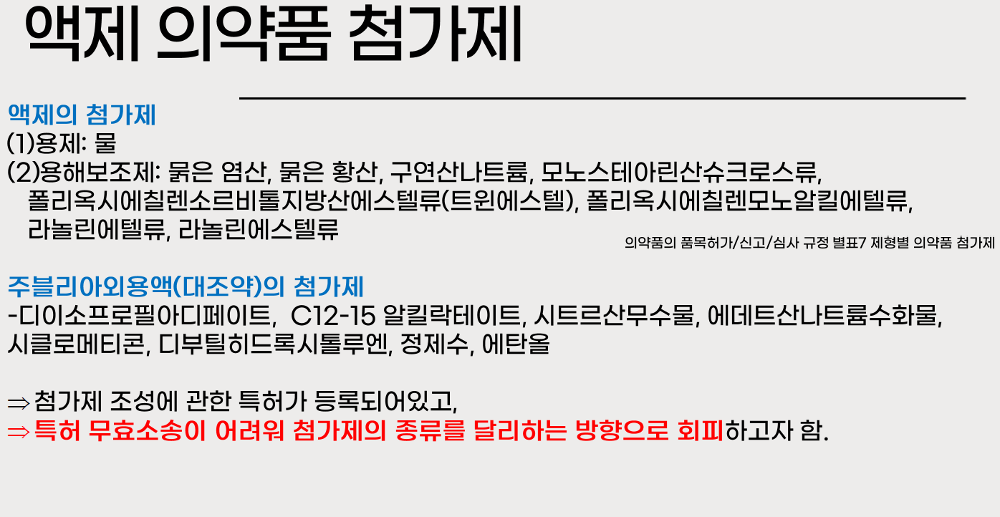 액제 의약품 첨가제
액제의 첨가제
(1)용제: 물
(2)용해보조제: 묽은 염산, 묽은 황산, 구연산나트륨, 모노스테아린산슈크로스류,
폴리옥시에칠렌소르비톨지방산에스텔류(트윈에스텔), 폴리옥시에칠렌모노알킬에텔류,
라놀린에텔류, 라놀린에스텔류
의약품의 품목허가/신고/심사 규정 별표7 제형별 의약품 첨가제
주블리아외용액(대조약)의 첨가제
-디이소프로필아디페이트, C12-15 알킬락테이트, 시트르산무수물, 에데트산나트륨수화물,
시클로메티콘, 디부틸히드록시톨루엔, 정제수, 에탄올
⇒첨가제 조성에 관한 특허가 등록되어있고,
⇒특허 무효소송이 어려워 첨가제의 종류를 달리하는 방향으로 회피하고자 함.